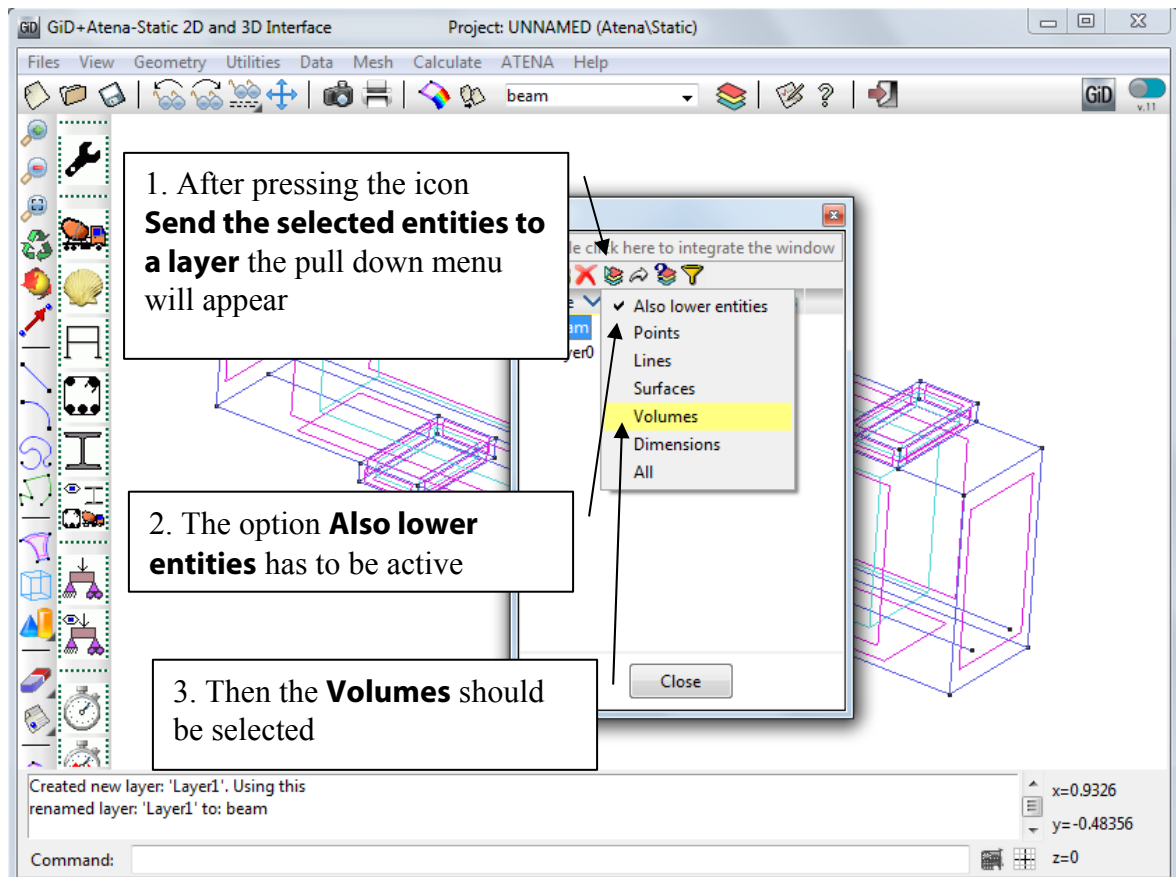 GiD GiD+Atena-Static 2D and 3D Interface Project: UNNAMED (Atena\Static)
Files View Geometry Utilities Data Mesh Calculate ATENA Help
beam GiD
v.11
1. After pressing the icon
Send the selected entities to
a layer the pull down menu
will appear
click here to integrate the window
Also lower entities
Points
Lines
Surfaces
Volumes
Dimensions
All
2. The option Also lower
entities has to be active
3. Then the Volumes should
be selected
Close
Created new layer: 'Layer1'. Using this
renamed layer: 'Layer1' to: beam
x=0.9326
y=-0.48356
Command:
z=0